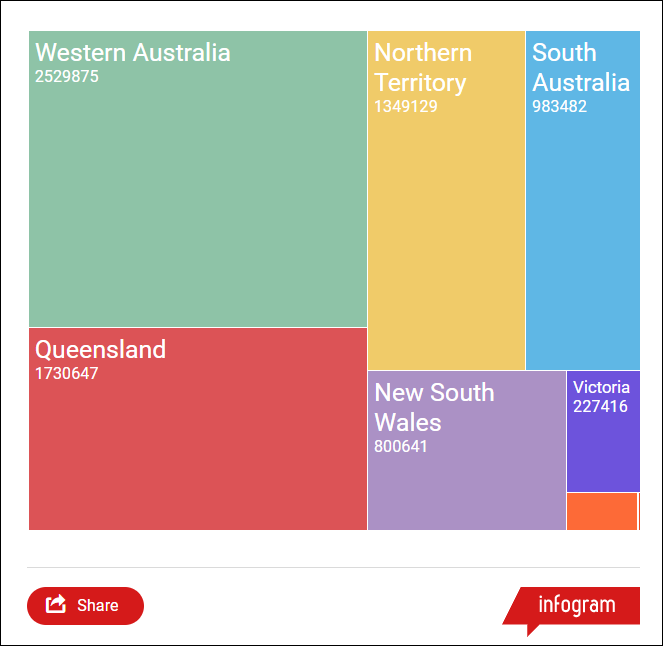 Western Australia
2529875
Northern
Territory
1349129
South
Australia
983482
Queensland
1730647
New South
Wales
800641
Victoria
227416
Share
infogram